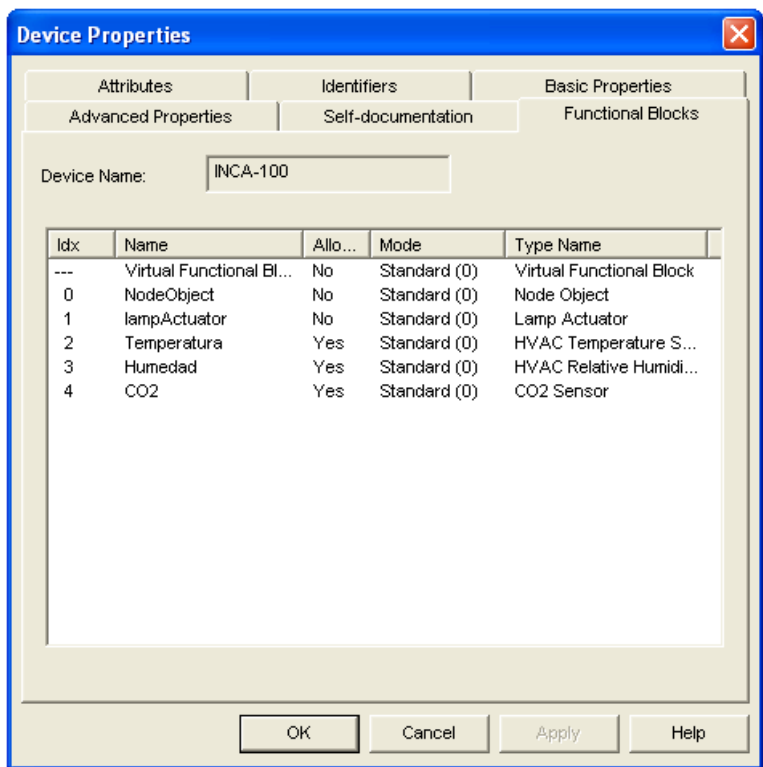 Device Properties
Attributes Identifiers Basic Properties
Advanced Properties Self-documentation Functional Blocks
Device Name: INCA-100
Idx Name Allo... Mode Type Name
--- Virtual Functional Bl... No Standard (0) Virtual Functional Block
0 NodeObject No Standard (0) Node Object
1 lampActuator No Standard (0) Lamp Actuator
2 Temperatura Yes Standard (0) HVAC Temperature S...
3 Humedad Yes Standard (0) HVAC Relative Humidi...
4 CO2 Yes Standard (0) CO2 Sensor
OK Cancel Apply Help